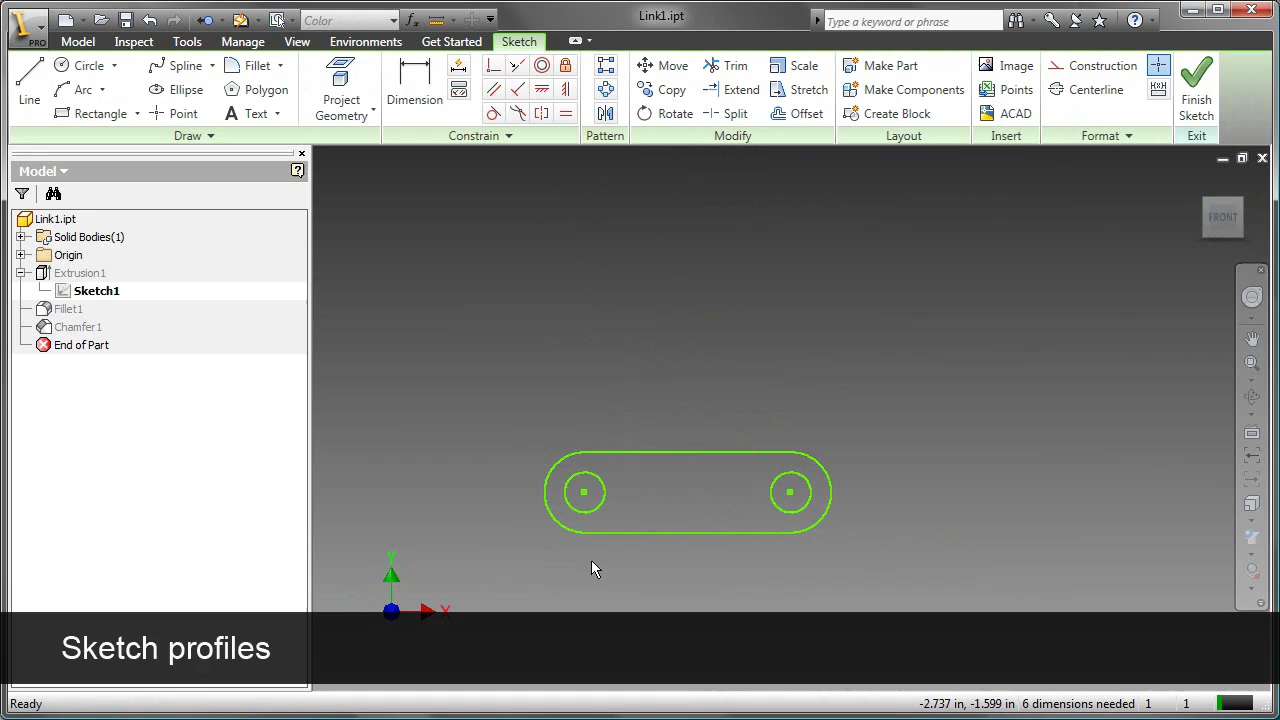 PRO
Color
Link1.ipt
Type a keyword or phrase
Model Inspect Tools Manage View Environments Get Started Sketch
Line
Circle
Arc
Rectangle
Spline
Ellipse
Point
Fillet
Polygon
Text
Project Geometry
Dimension
Move
Copy
Rotate
Trim
Extend
Split
Scale
Stretch
Offset
Make Part
Make Components
Create Block
Image
Points
ACAD
Construction
Centerline
Finish Sketch
Draw Constrain Pattern Modify Layout Insert Format Exit
Model
Link1.ipt
Solid Bodies(1)
Origin
Extrusion1
Sketch1
Fillet1
Chamfer1
End of Part
FRONT
Y
X
Sketch profiles
Ready -2.737 in, -1.599 in 6 dimensions needed 1 1